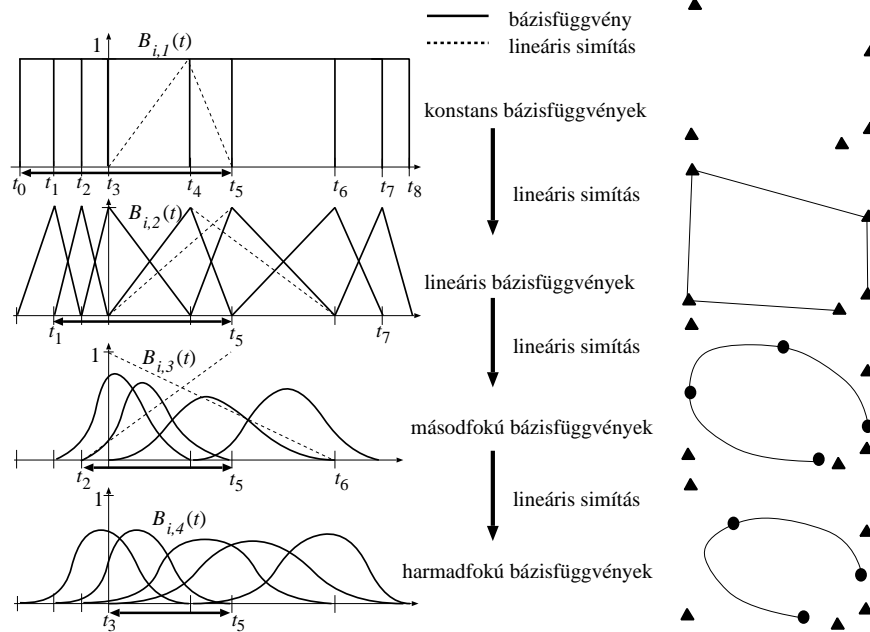 bázisfüggvény
lineáris simítás
1
B_{i,1}(t)
konstans bázisfüggvények
t_0 t_1 t_2 t_3 t_4 t_5 t_6 t_7 t_8
lineáris simítás
B_{i,2}(t)
lineáris bázisfüggvények
t_1 t_5 t_7
lineáris simítás
1
B_{i,3}(t)
másodfokú bázisfüggvények
t_2 t_5 t_6
lineáris simítás
1
B_{i,4}(t)
harmadfokú bázisfüggvények
t_3 t_5